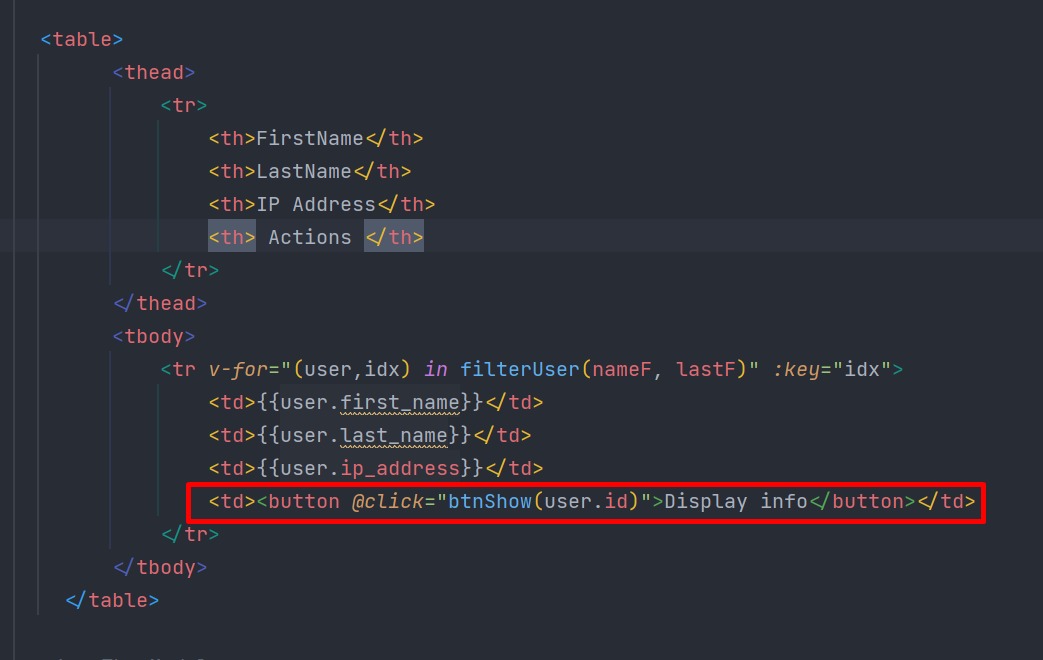 <table>
<thead>
<tr>
<th>FirstName</th>
<th>LastName</th>
<th>IP Address</th>
<th> Actions </th>
</tr>
</thead>
<tbody>
<tr v-for="(user,idx) in filterUser(nameF, lastF)" :key="idx">
<td>{{user.first_name}}</td>
<td>{{user.last_name}}</td>
<td>{{user.ip_address}}</td>
<td><button @click="btnShow(user.id)">Display info</button></td>
</tr>
</tbody>
</table>